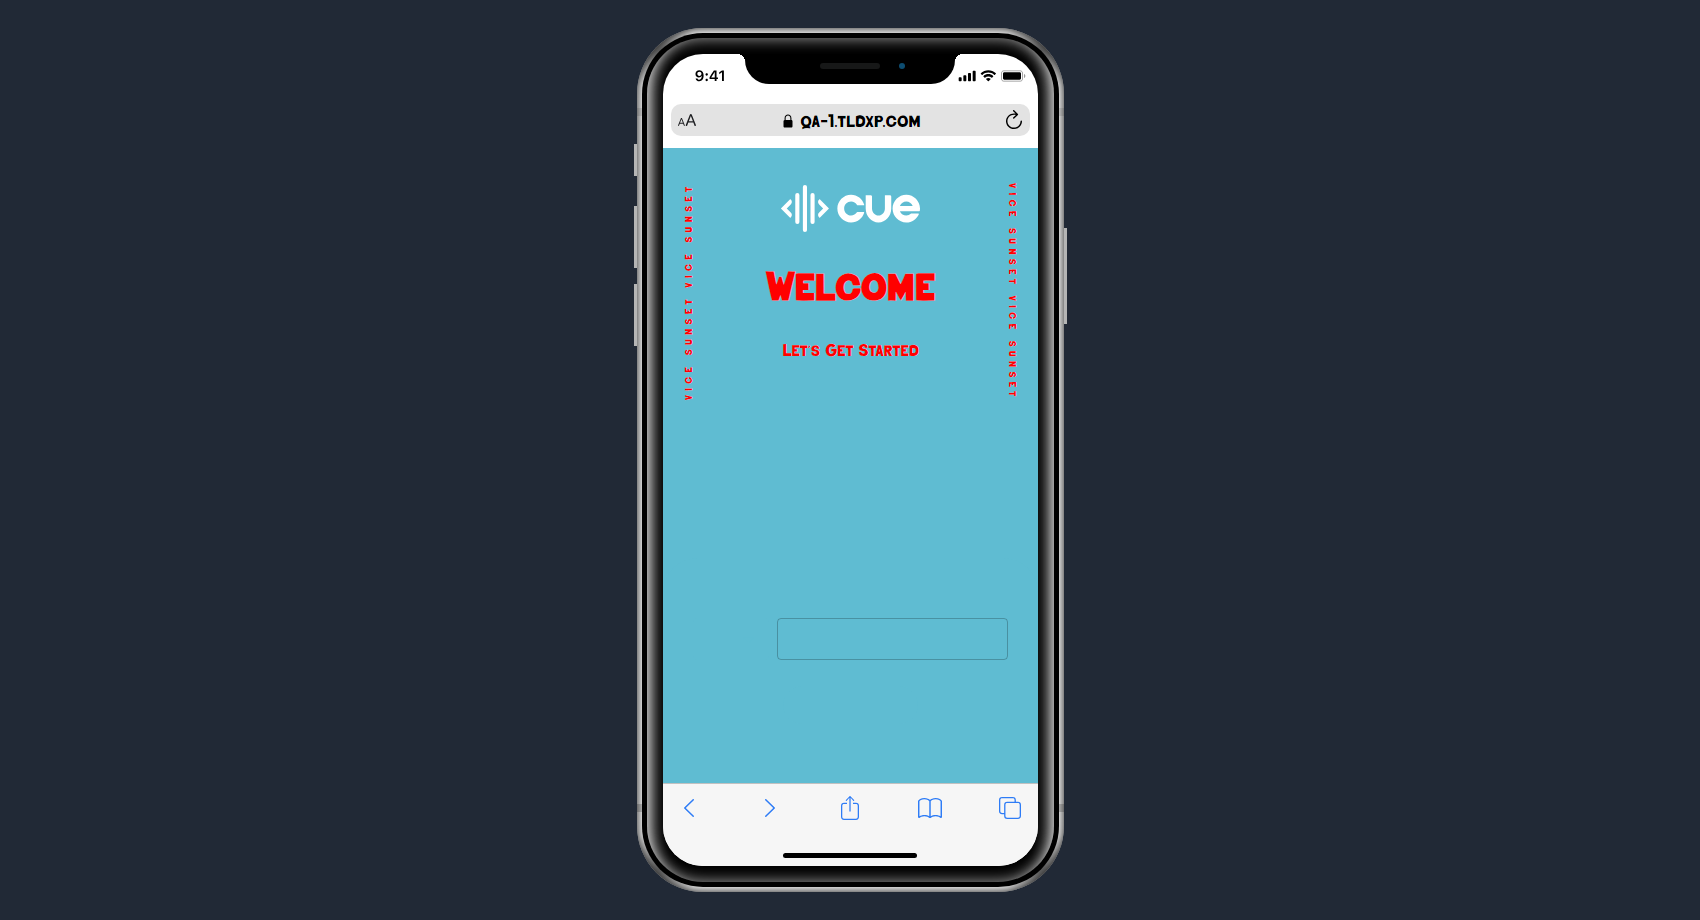 9:41
AA
QA-1.TLDXP.COM
cue
WELCOME
LET'S GET STARTED
VICE SUNSET VICE SUNSET
VICE SUNSET VICE SUNSET